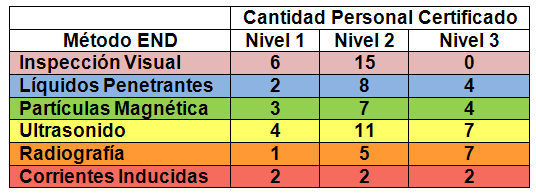 Cantidad Personal Certificado
Método END Nivel 1 Nivel 2 Nivel 3
Inspección Visual 6 15 0
Líquidos Penetrantes 2 8 4
Partículas Magnética 3 7 4
Ultrasonido 4 11 7
Radiografía 1 5 7
Corrientes Inducidas 2 2 2